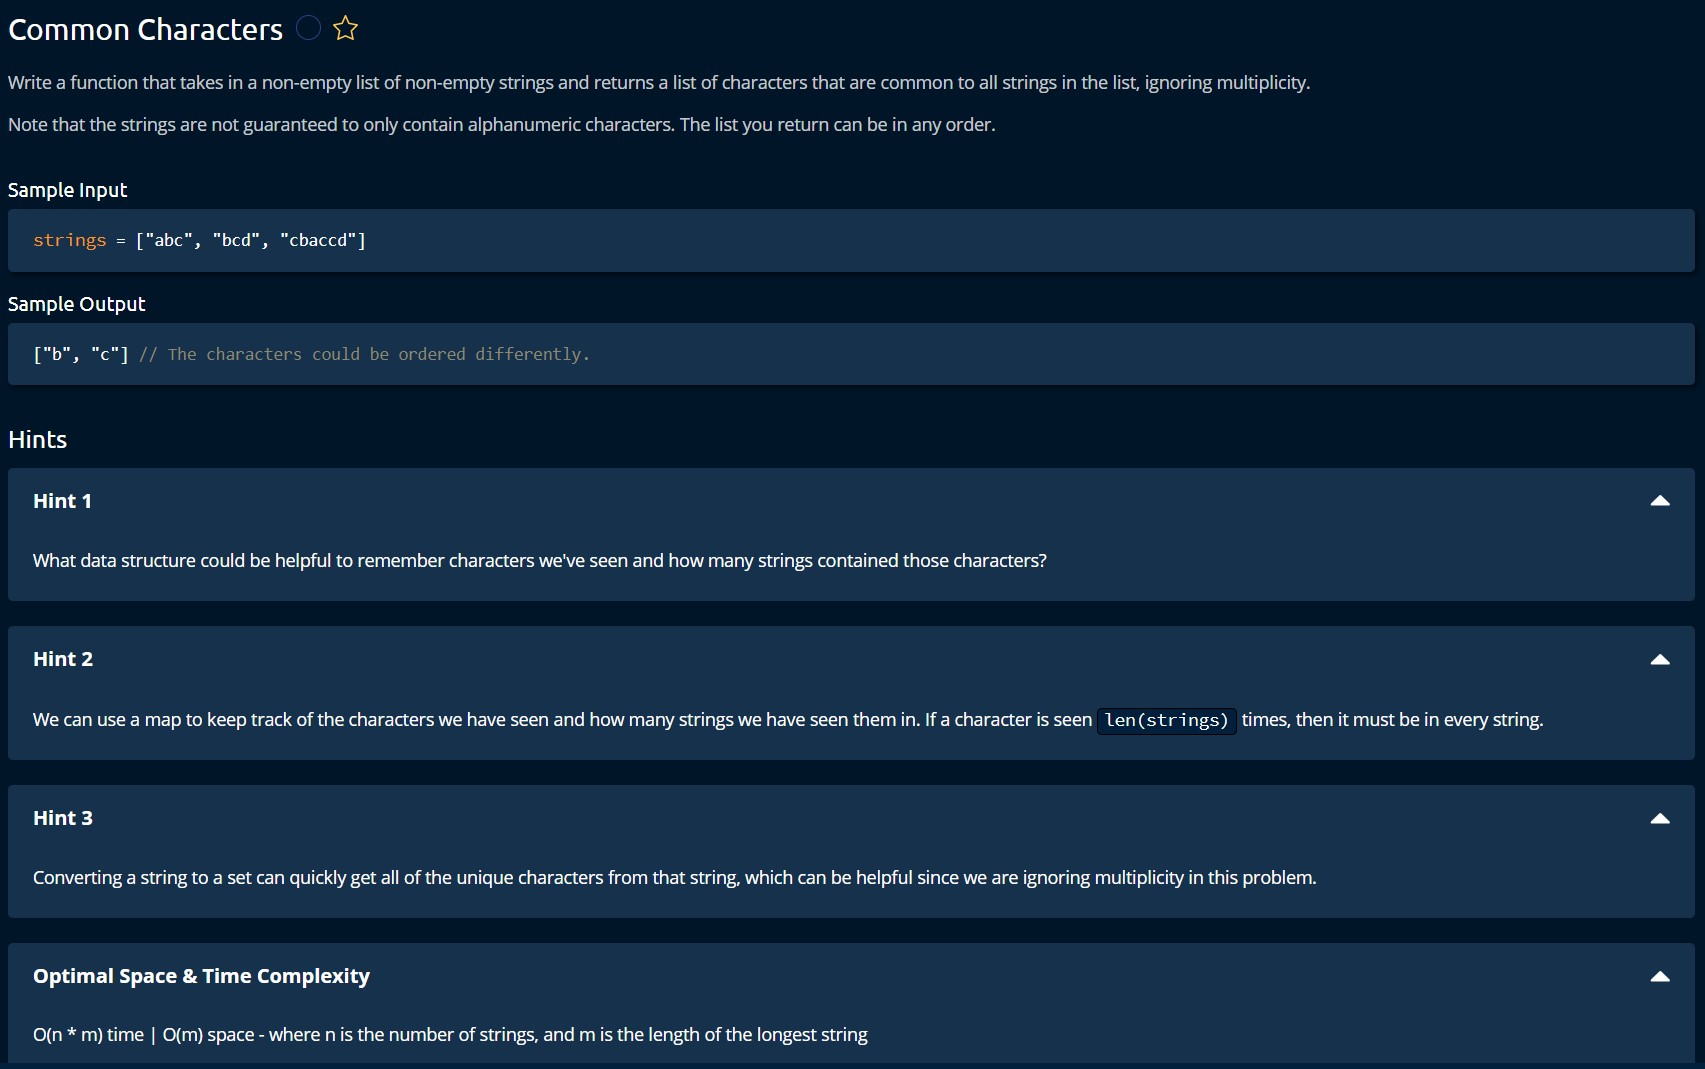 Common Characters
Write a function that takes in a non-empty list of non-empty strings and returns a list of characters that are common to all strings in the list, ignoring multiplicity.
Note that the strings are not guaranteed to only contain alphanumeric characters. The list you return can be in any order.
Sample Input
strings = ["abc", "bcd", "cbaccd"]
Sample Output
["b", "c"] // The characters could be ordered differently.
Hints
Hint 1
What data structure could be helpful to remember characters we've seen and how many strings contained those characters?
Hint 2
We can use a map to keep track of the characters we have seen and how many strings we have seen them in. If a character is seen len(strings) times, then it must be in every string.
Hint 3
Converting a string to a set can quickly get all of the unique characters from that string, which can be helpful since we are ignoring multiplicity in this problem.
Optimal Space & Time Complexity
O(n * m) time | O(m) space - where n is the number of strings, and m is the length of the longest string